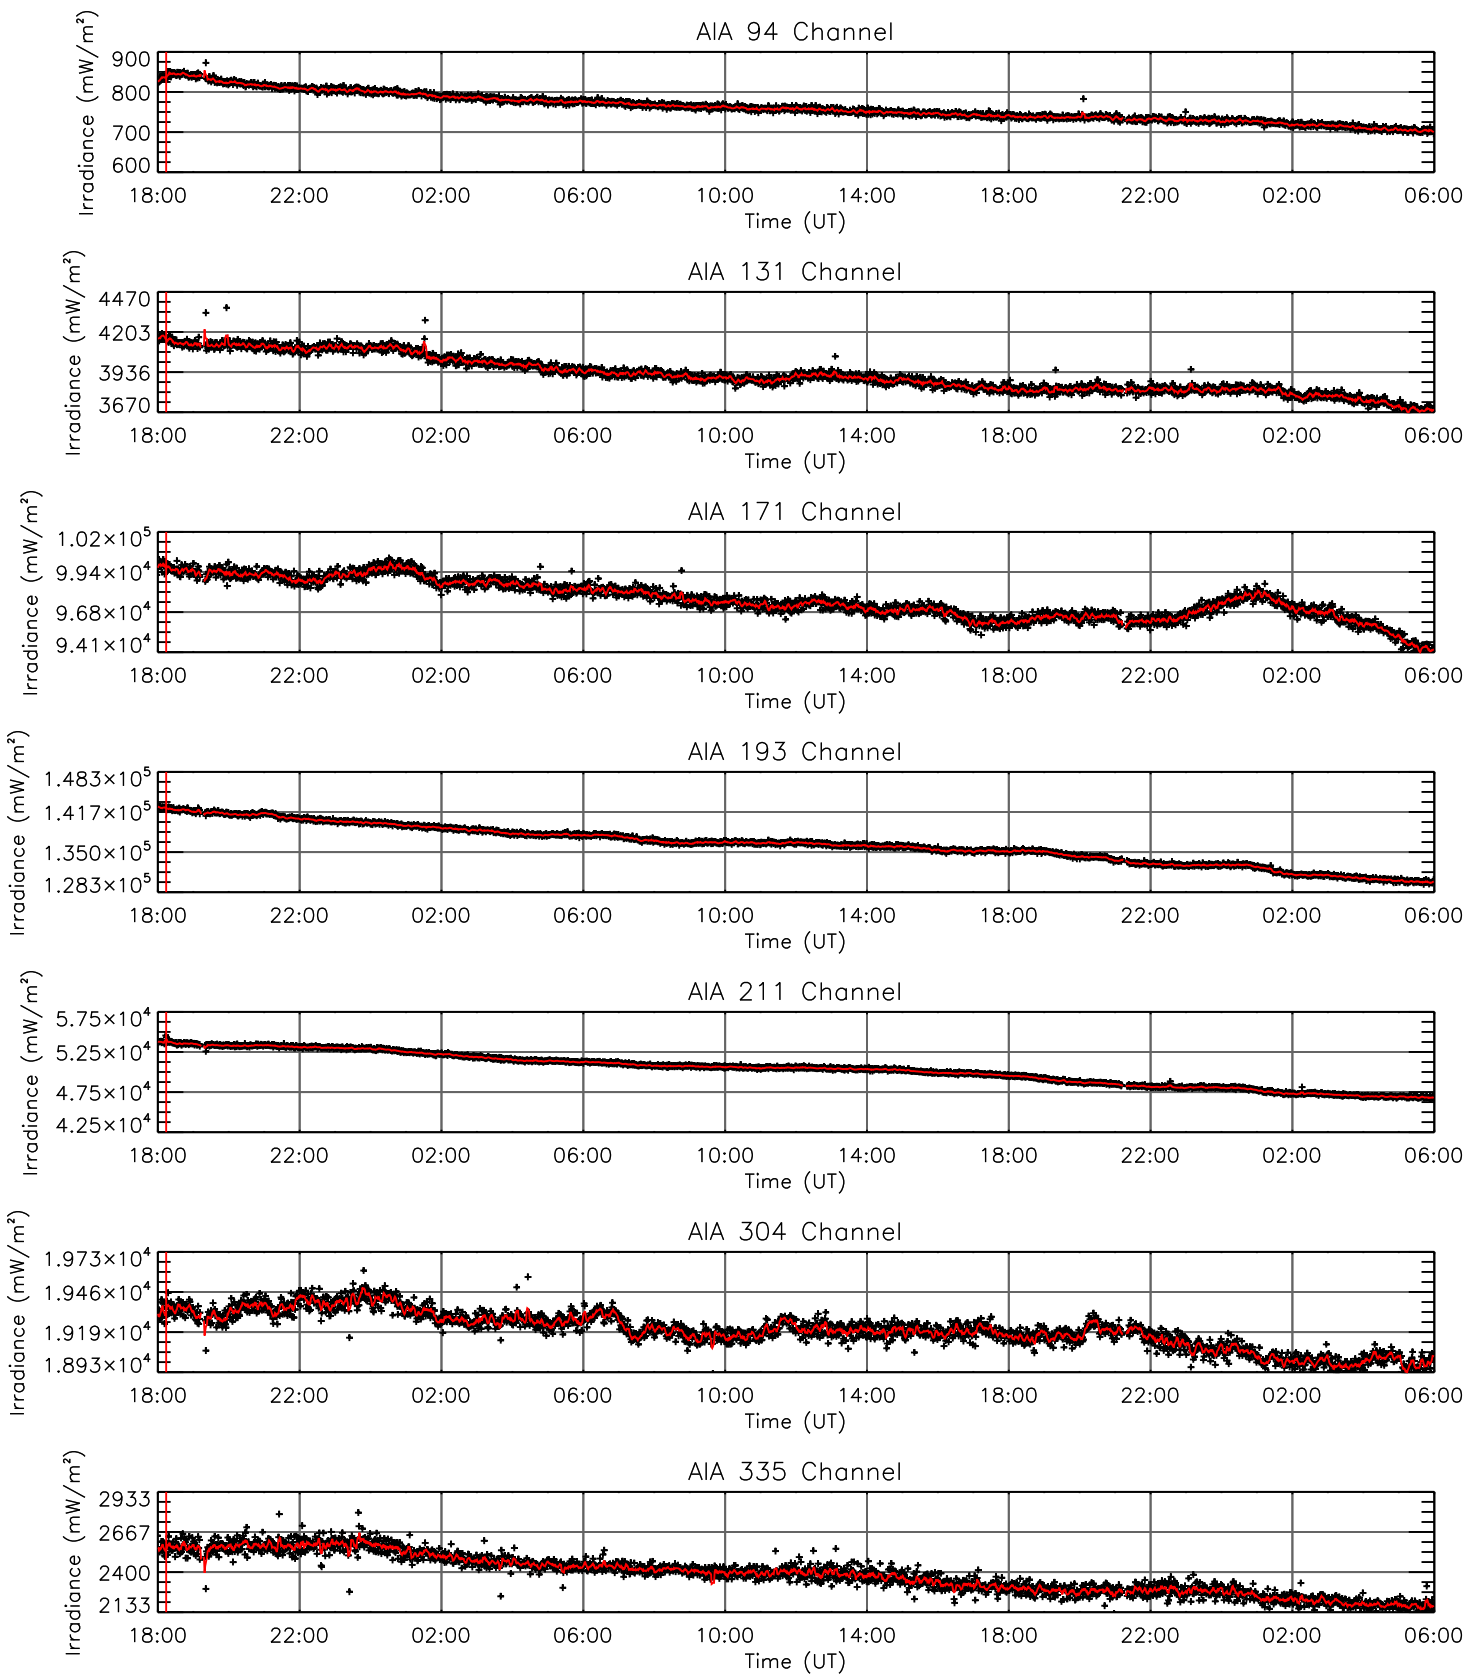 AIA 94 Channel
Irradiance (mW/m²)
900
800
700
600
18:00 22:00 02:00 06:00 10:00 14:00 18:00 22:00 02:00 06:00
Time (UT)
AIA 131 Channel
Irradiance (mW/m²)
4470
4203
3936
3670
18:00 22:00 02:00 06:00 10:00 14:00 18:00 22:00 02:00 06:00
Time (UT)
AIA 171 Channel
Irradiance (mW/m²)
1.02×10⁵
9.94×10⁴
9.68×10⁴
9.41×10⁴
18:00 22:00 02:00 06:00 10:00 14:00 18:00 22:00 02:00 06:00
Time (UT)
AIA 193 Channel
Irradiance (mW/m²)
1.483×10⁵
1.417×10⁵
1.350×10⁵
1.283×10⁵
18:00 22:00 02:00 06:00 10:00 14:00 18:00 22:00 02:00 06:00
Time (UT)
AIA 211 Channel
Irradiance (mW/m²)
5.75×10⁴
5.25×10⁴
4.75×10⁴
4.25×10⁴
18:00 22:00 02:00 06:00 10:00 14:00 18:00 22:00 02:00 06:00
Time (UT)
AIA 304 Channel
Irradiance (mW/m²)
1.973×10⁴
1.946×10⁴
1.919×10⁴
1.893×10⁴
18:00 22:00 02:00 06:00 10:00 14:00 18:00 22:00 02:00 06:00
Time (UT)
AIA 335 Channel
Irradiance (mW/m²)
2933
2667
2400
2133
18:00 22:00 02:00 06:00 10:00 14:00 18:00 22:00 02:00 06:00
Time (UT)